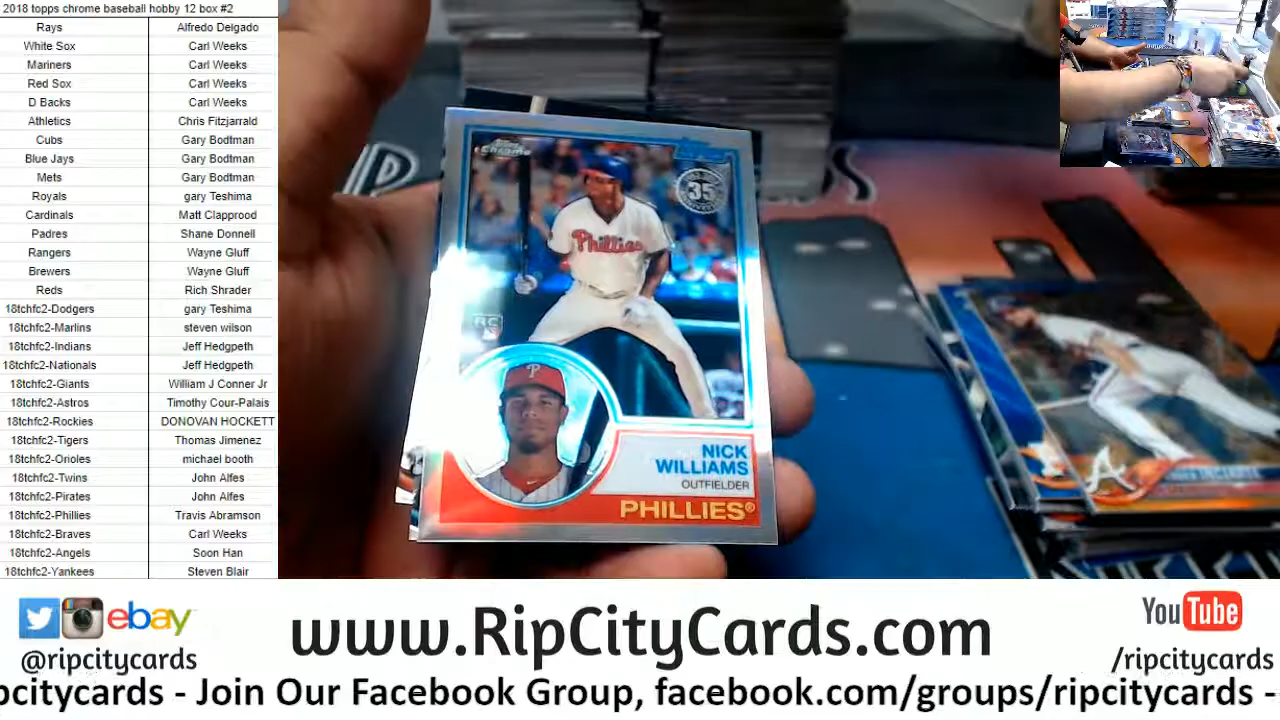 2018 topps chrome baseball hobby 12 box #2
Rays Alfredo Delgado
White Sox Carl Weeks
Mariners Carl Weeks
Red Sox Carl Weeks
D Backs Carl Weeks
Athletics Chris Fitzjarrald
Cubs Gary Bodtman
Blue Jays Gary Bodtman
Mets Gary Bodtman
Royals gary Teshima
Cardinals Matt Clapprood
Padres Shane Donnell
Rangers Wayne Gluff
Brewers Wayne Gluff
Reds Rich Shrader
18tchfc2-Dodgers gary Teshima
18tchfc2-Marlins steven wilson
18tchfc2-Indians Jeff Hedgpeth
18tchfc2-Nationals Jeff Hedgpeth
18tchfc2-Giants William J Conner Jr
18tchfc2-Astros Timothy Cour-Palais
18tchfc2-Rockies DONOVAN HOCKETT
18tchfc2-Tigers Thomas Jimenez
18tchfc2-Orioles michael booth
18tchfc2-Twins John Alfes
18tchfc2-Pirates John Alfes
18tchfc2-Phillies Travis Abramson
18tchfc2-Braves Carl Weeks
18tchfc2-Angels Soon Han
18tchfc2-Yankees Steven Blair
Chrome
35
Phillies
RC
P
NICK
WILLIAMS
OUTFIELDER
PHILLIES®
A
ebay
@ripcitycards
www.RipCityCards.com
YouTube
/ripcitycards
pcitycards - Join Our Facebook Group, facebook.com/groups/ripcitycards -